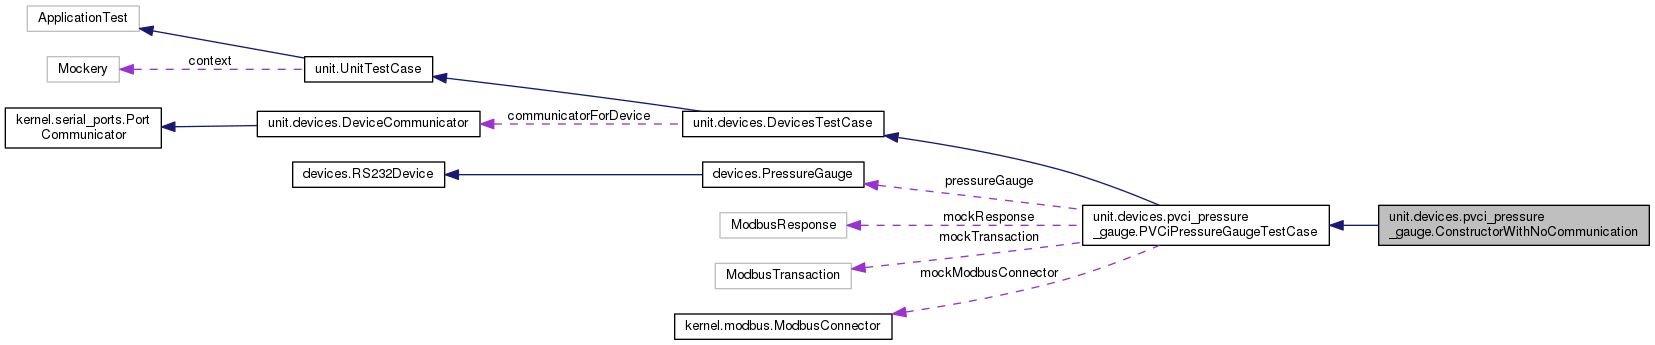 ApplicationTest
context
Mockery
unit.UnitTestCase
kernel.serial_ports.Port
Communicator
unit.devices.DeviceCommunicator
communicatorForDevice
unit.devices.DevicesTestCase
devices.RS232Device
devices.PressureGauge
pressureGauge
ModbusResponse
mockResponse
mockTransaction
unit.devices.pvci_pressure
_gauge.PVCiPressureGaugeTestCase
unit.devices.pvci_pressure
_gauge.ConstructorWithNoCommunication
ModbusTransaction
mockModbusConnector
kernel.modbus.ModbusConnector